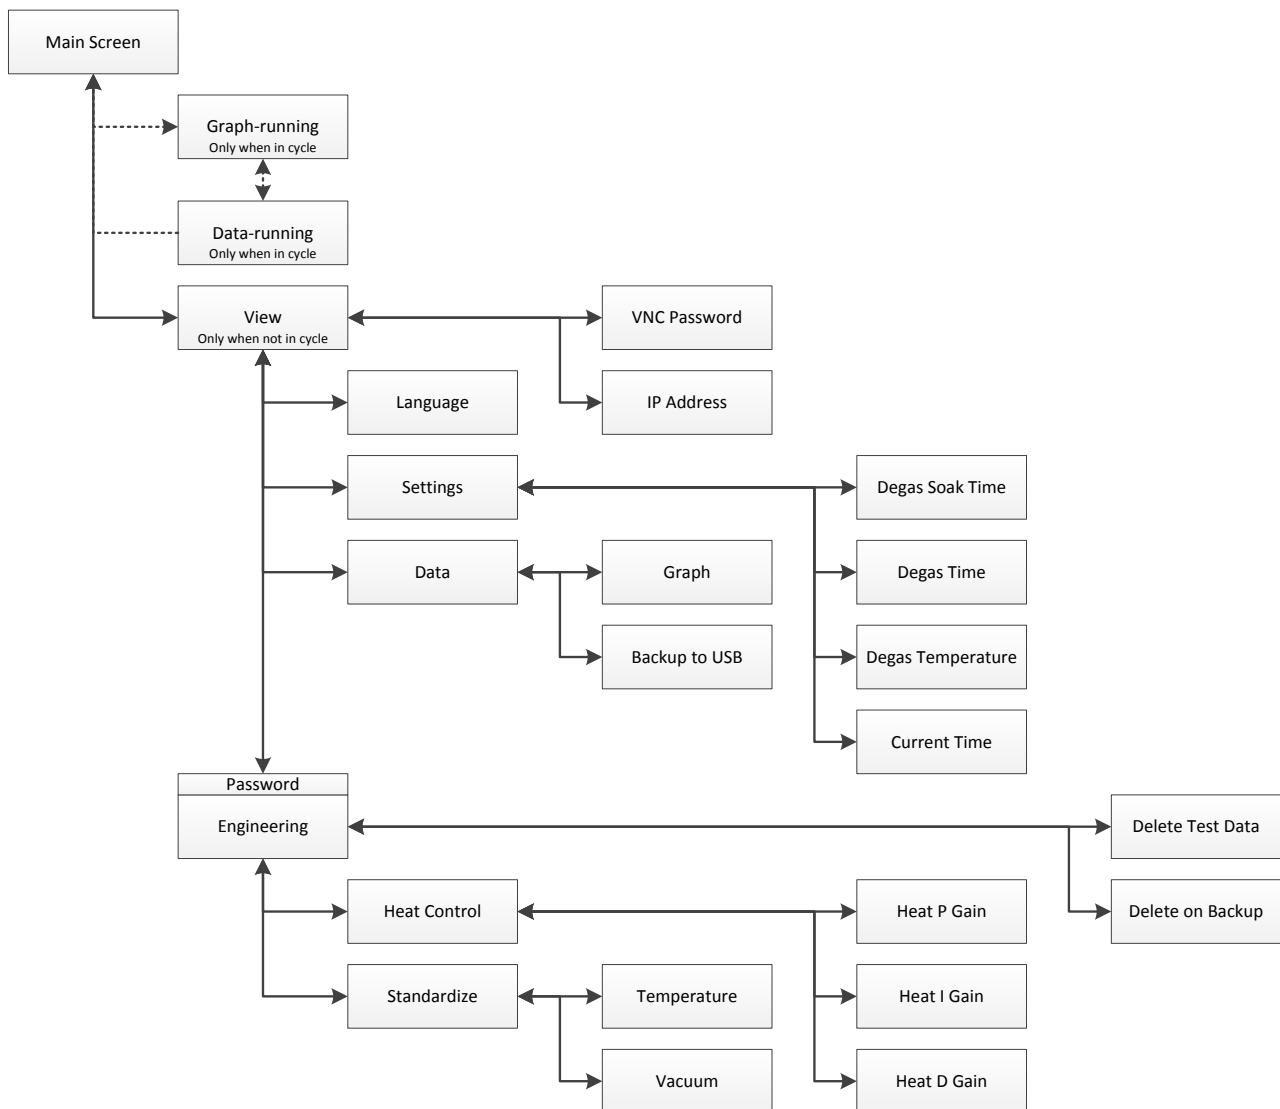 Main Screen
Graph-running
Only when in cycle
Data-running
Only when in cycle
View
Only when not in cycle
VNC Password
Language
IP Address
Settings
Degas Soak Time
Data
Graph
Degas Time
Backup to USB
Degas Temperature
Current Time
Password
Engineering
Delete Test Data
Heat Control
Heat P Gain
Delete on Backup
Standardize
Temperature
Heat I Gain
Vacuum
Heat D Gain